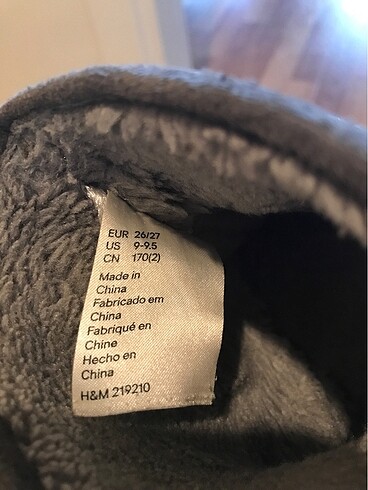 EUR 26/27
US 9-9.5
CN 170(2)
Made in
China
Fabricado em
China
Fabriqué en
Chine
Hecho en
China
H&M 219210